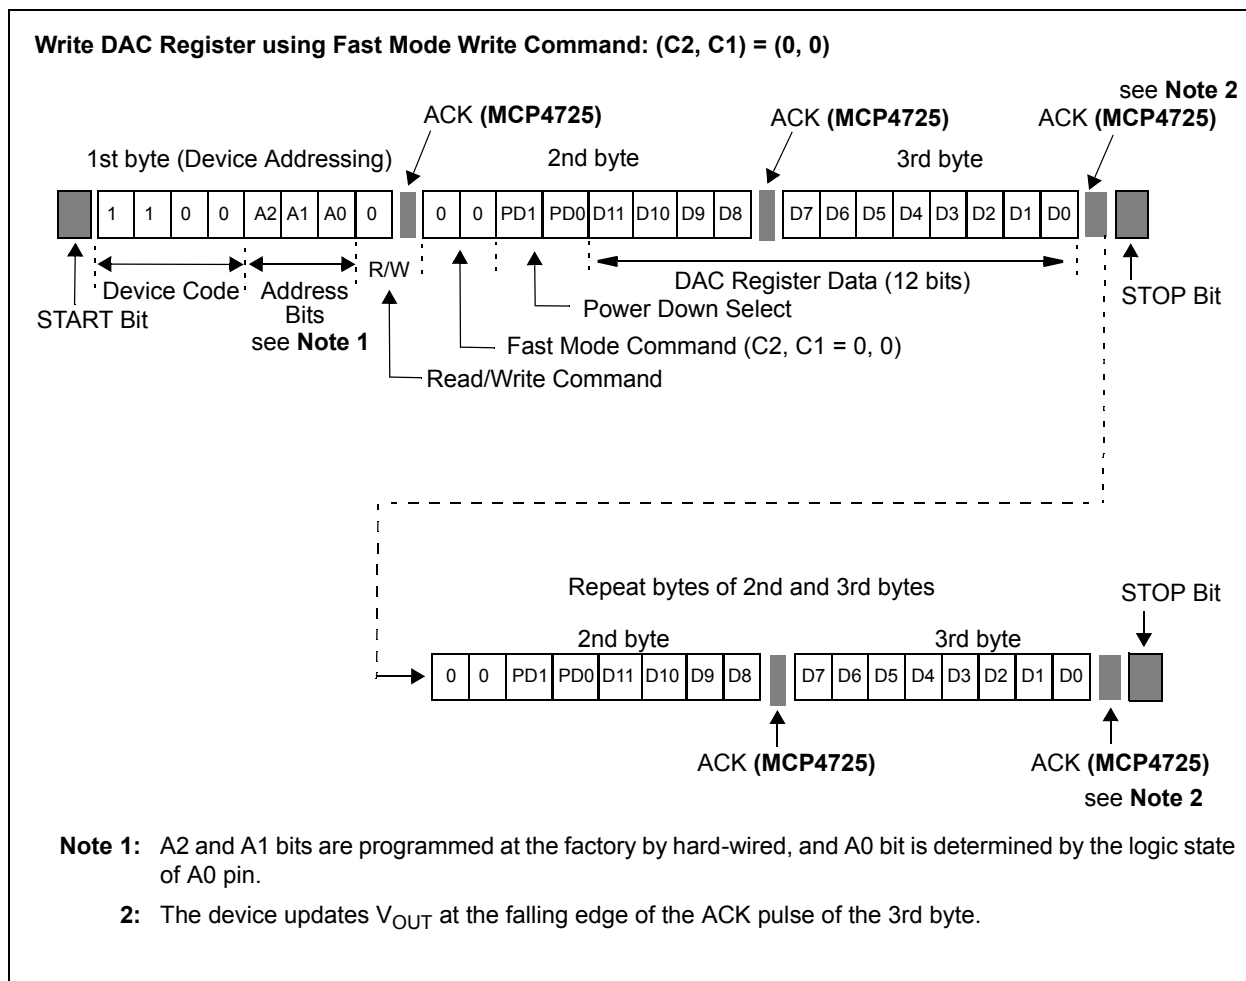 Write DAC Register using Fast Mode Write Command: (C2, C1) = (0, 0)
see Note 2
ACK (MCP4725) ACK (MCP4725) ACK (MCP4725)
1st byte (Device Addressing) 2nd byte 3rd byte
1 1 0 0 A2 A1 A0 0 0 0 PD1 PD0 D11 D10 D9 D8 D7 D6 D5 D4 D3 D2 D1 D0
R/W
DAC Register Data (12 bits)
Device Code
Address
Bits
see Note 1
START Bit
Power Down Select
STOP Bit
Fast Mode Command (C2, C1 = 0, 0)
Read/Write Command
Repeat bytes of 2nd and 3rd bytes
STOP Bit
2nd byte 3rd byte
0 0 PD1 PD0 D11 D10 D9 D8 D7 D6 D5 D4 D3 D2 D1 D0
ACK (MCP4725) ACK (MCP4725)
see Note 2
Note 1: A2 and A1 bits are programmed at the factory by hard-wired, and A0 bit is determined by the logic state
of A0 pin.
2: The device updates VOUT at the falling edge of the ACK pulse of the 3rd byte.